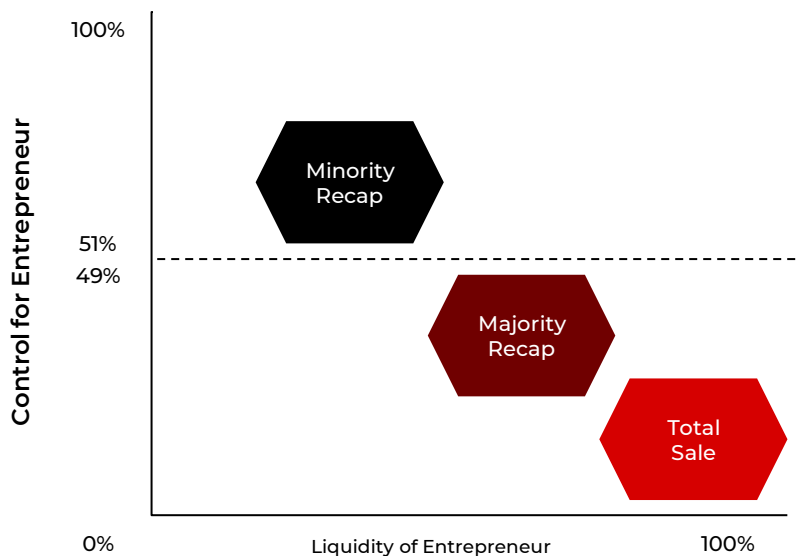 100%
Control for Entrepreneur
Minority
Recap
51%
49%
Majority
Recap
Total
Sale
0%
Liquidity of Entrepreneur
100%